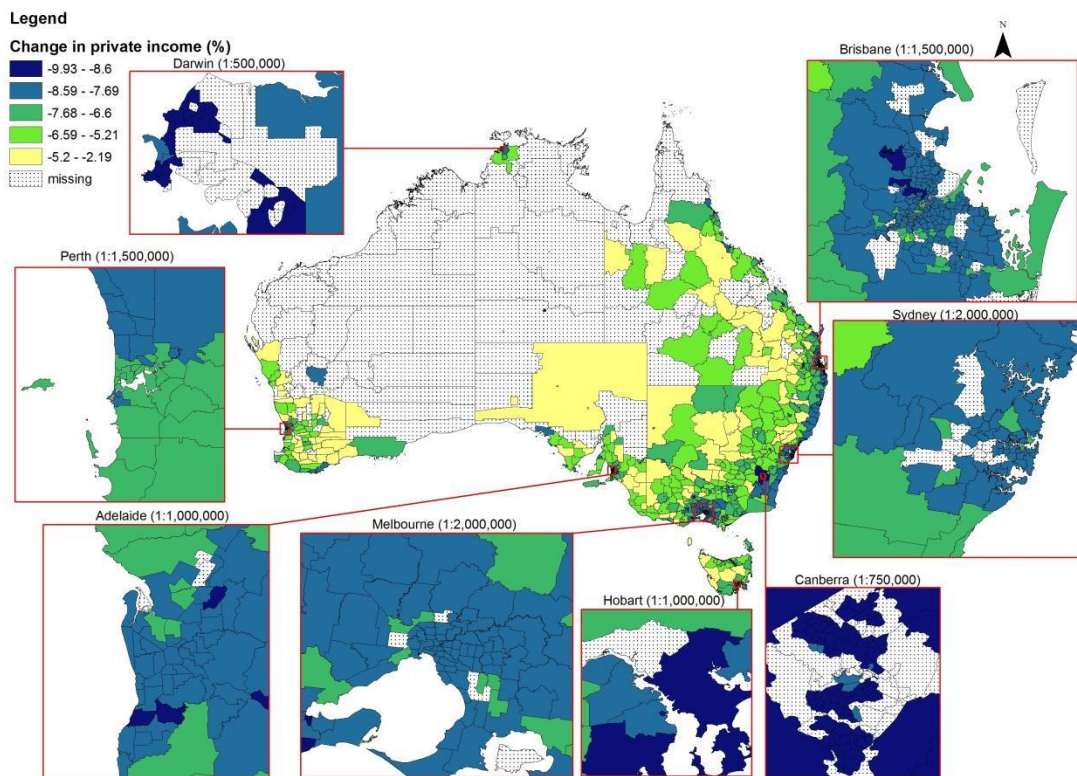 Legend
Change in private income (%)
-9.93 - -8.6
-8.59 - -7.69
-7.68 - -6.6
-6.59 - -5.21
-5.2 - -2.19
missing
Darwin (1:500,000)
N
Brisbane (1:1,500,000)
Perth (1:1,500,000)
Sydney (1:2,000,000)
Adelaide (1:1,000,000)
Melbourne (1:2,000,000)
Hobart (1:1,000,000)
Canberra (1:750,000)